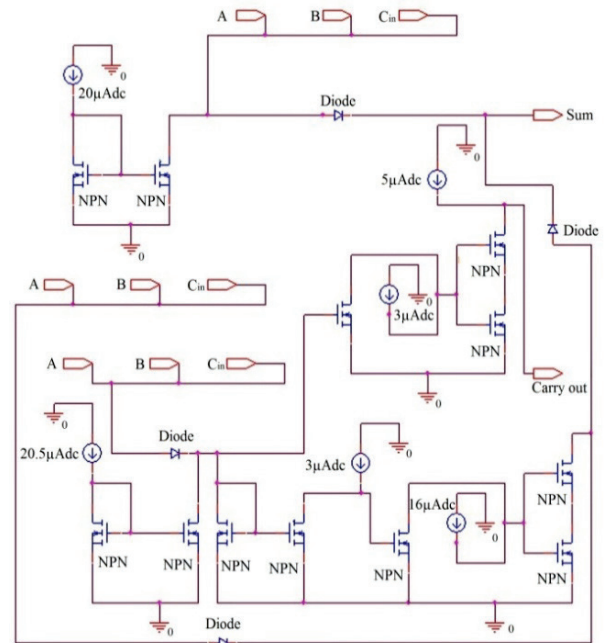 A B Cin
0
20µAdc
Diode
Sum
0
5µAdc
NPN NPN
Diode
0
NPN
A B Cin
0
3µAdc
NPN
A B Cin
0
Carry out
0
Diode
20.5µAdc
3µAdc
0
16µAdc
NPN
0
NPN NPN NPN NPN NPN
NPN
0 0
Diode